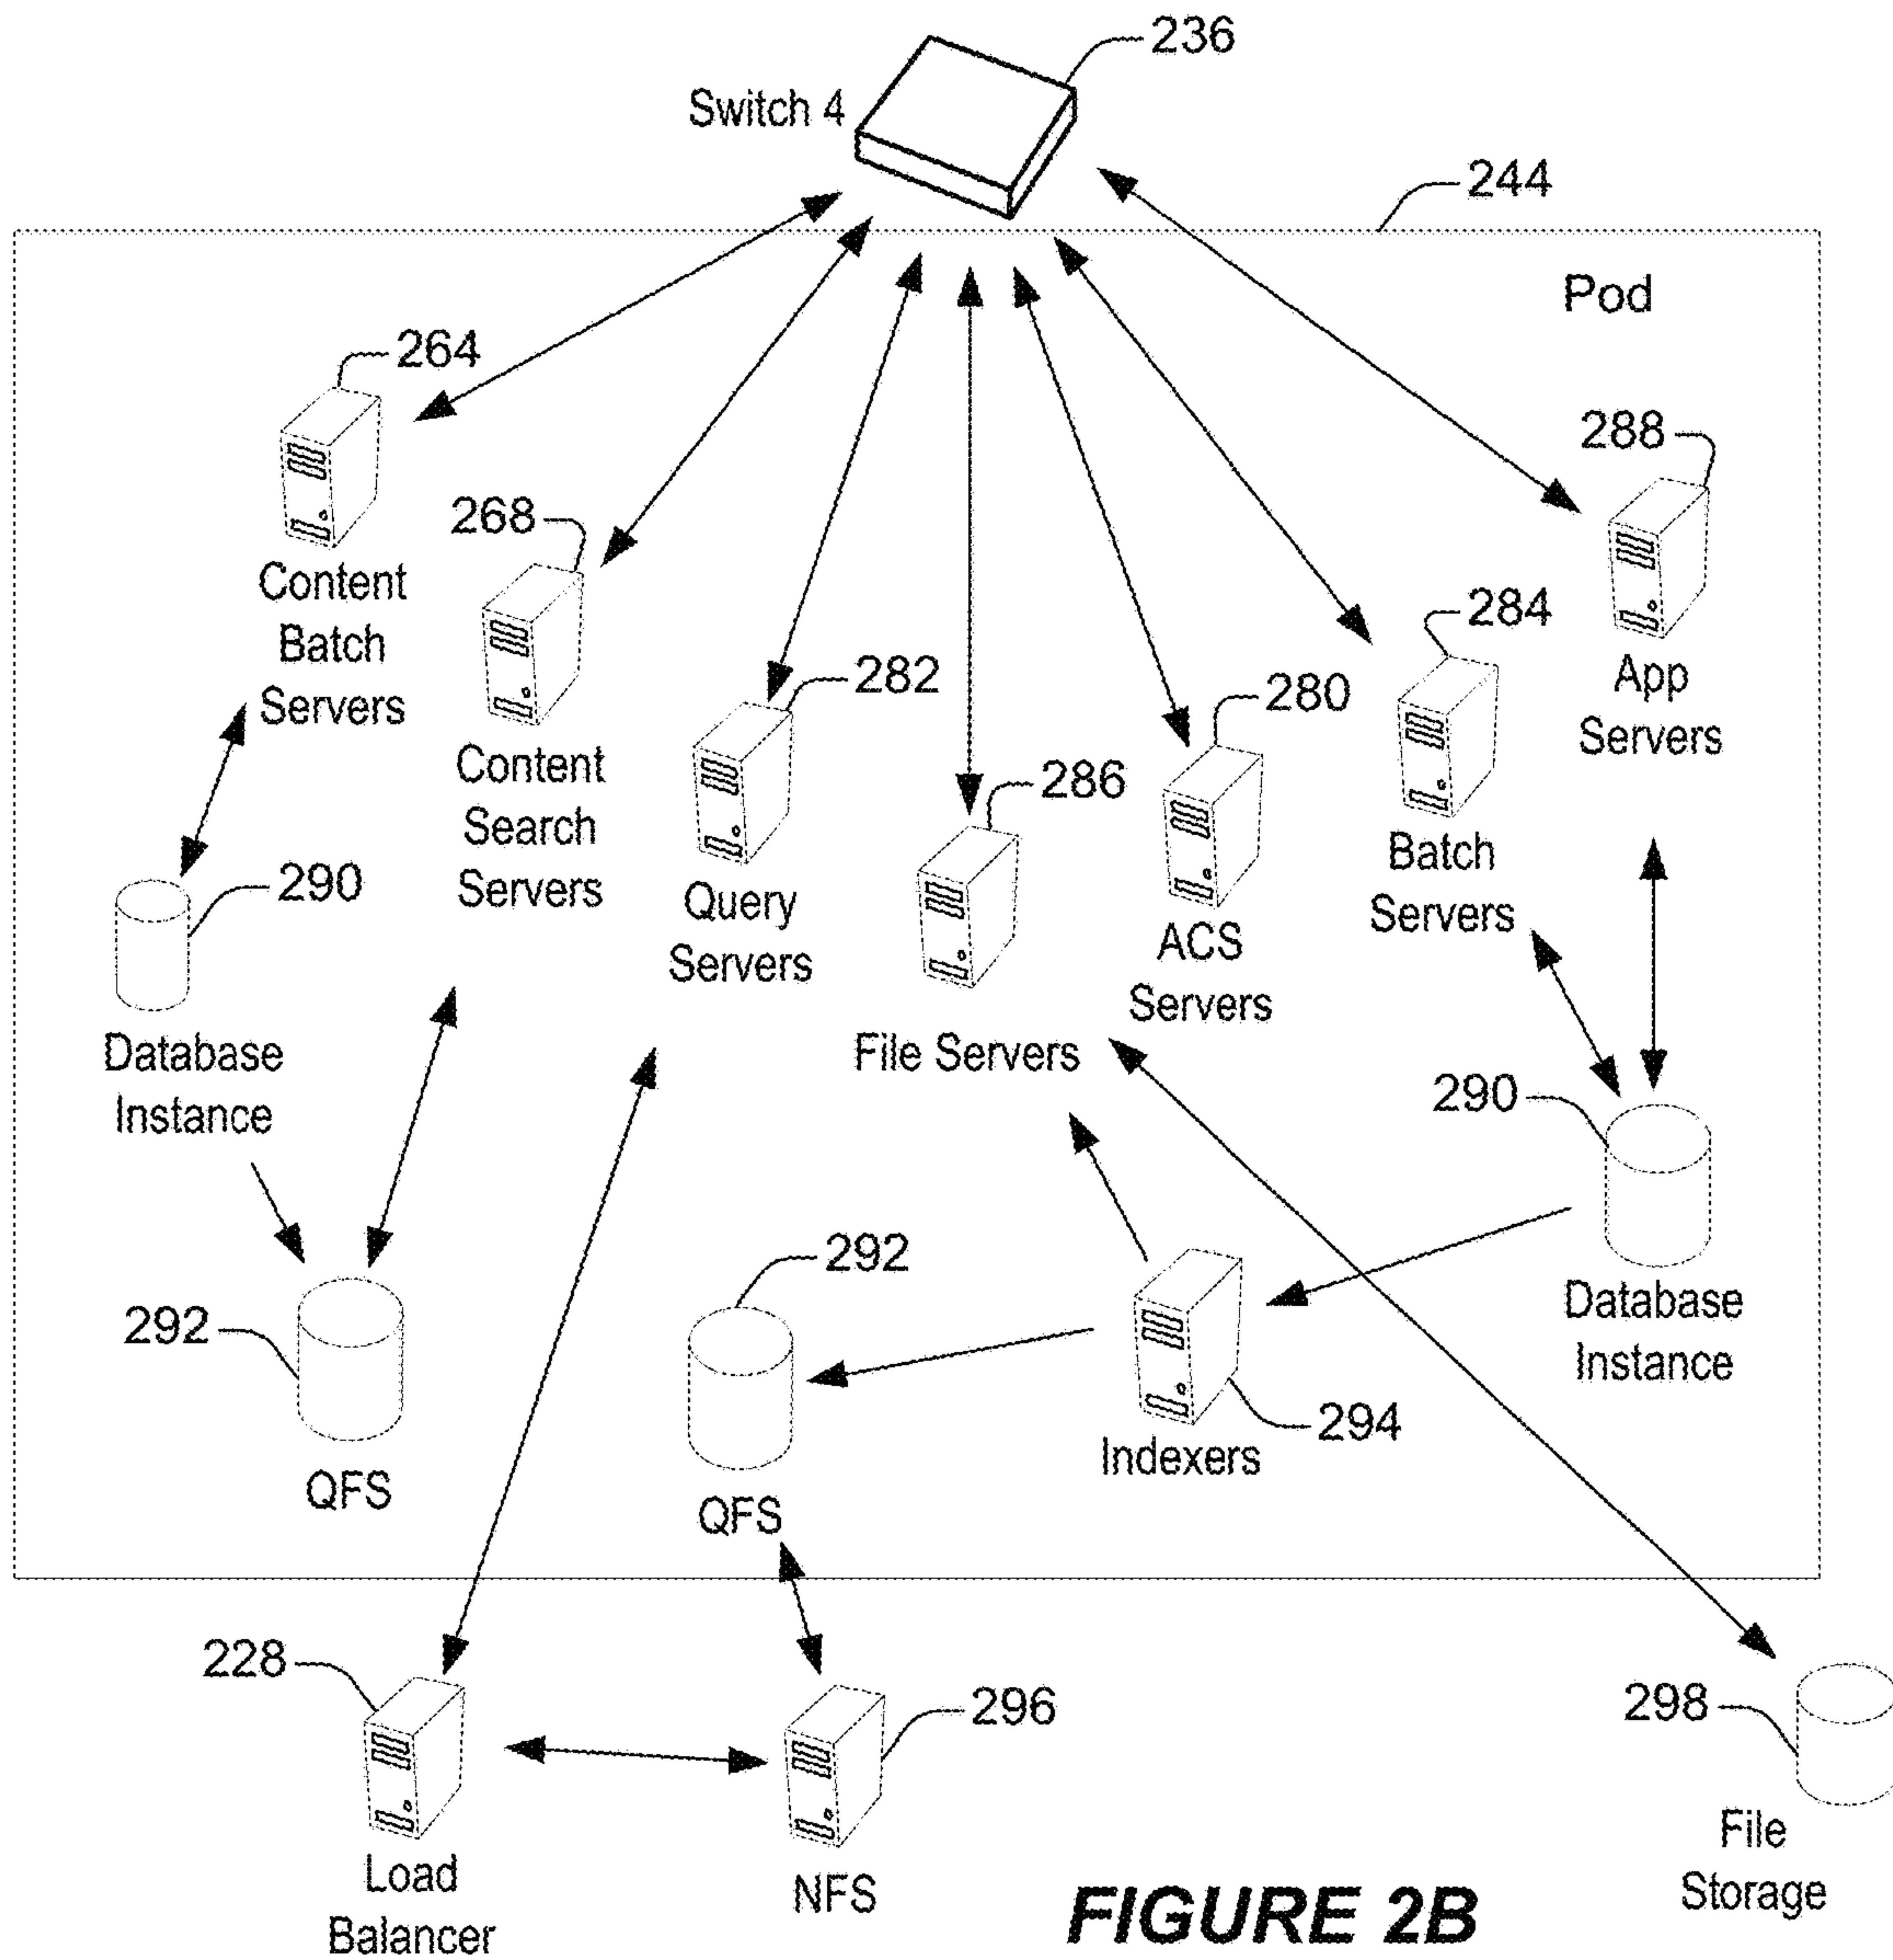 236
Switch 4
244
Pod
264
Content
Batch
Servers
268
Content
Search
Servers
282
Query
Servers
286
File Servers
280
ACS
Servers
284
Batch
Servers
288
App
Servers
290
Database
Instance
290
Database
Instance
292
QFS
292
QFS
294
Indexers
228
Load
Balancer
296
NFS
298
File
Storage
FIGURE 2B